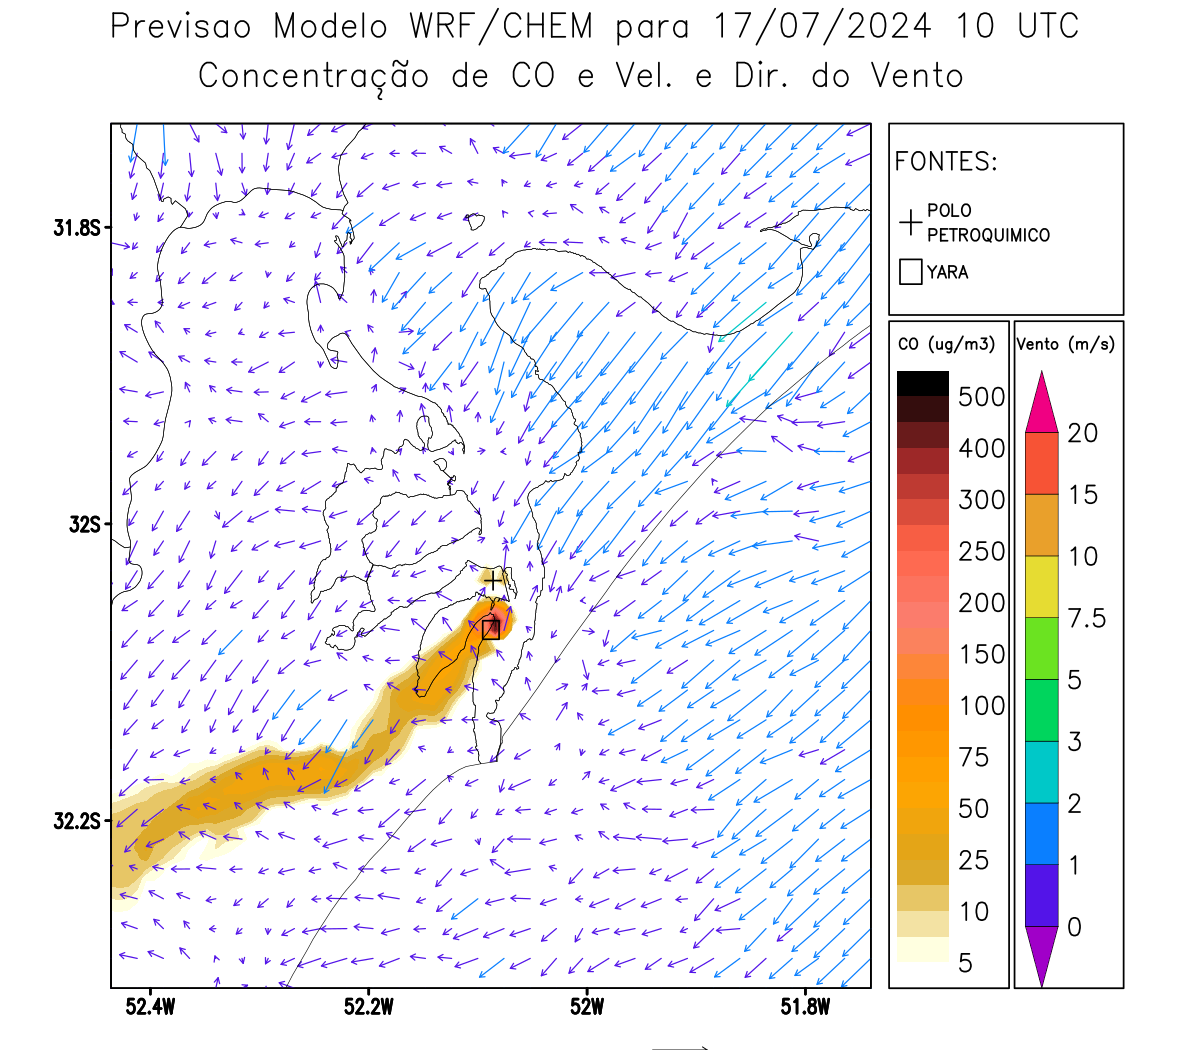 Previsao Modelo WRF/CHEM para 17/07/2024 10 UTC
Concentração de CO e Vel. e Dir. do Vento
FONTES:
POLO
PETROQUIMICO
YARA
CO (ug/m3)
500
400
300
250
200
150
100
75
50
25
10
5
Vento (m/s)
20
15
10
7.5
5
3
2
1
0
31.8S
32S
32.2S
52.4W
52.2W
52W
51.8W